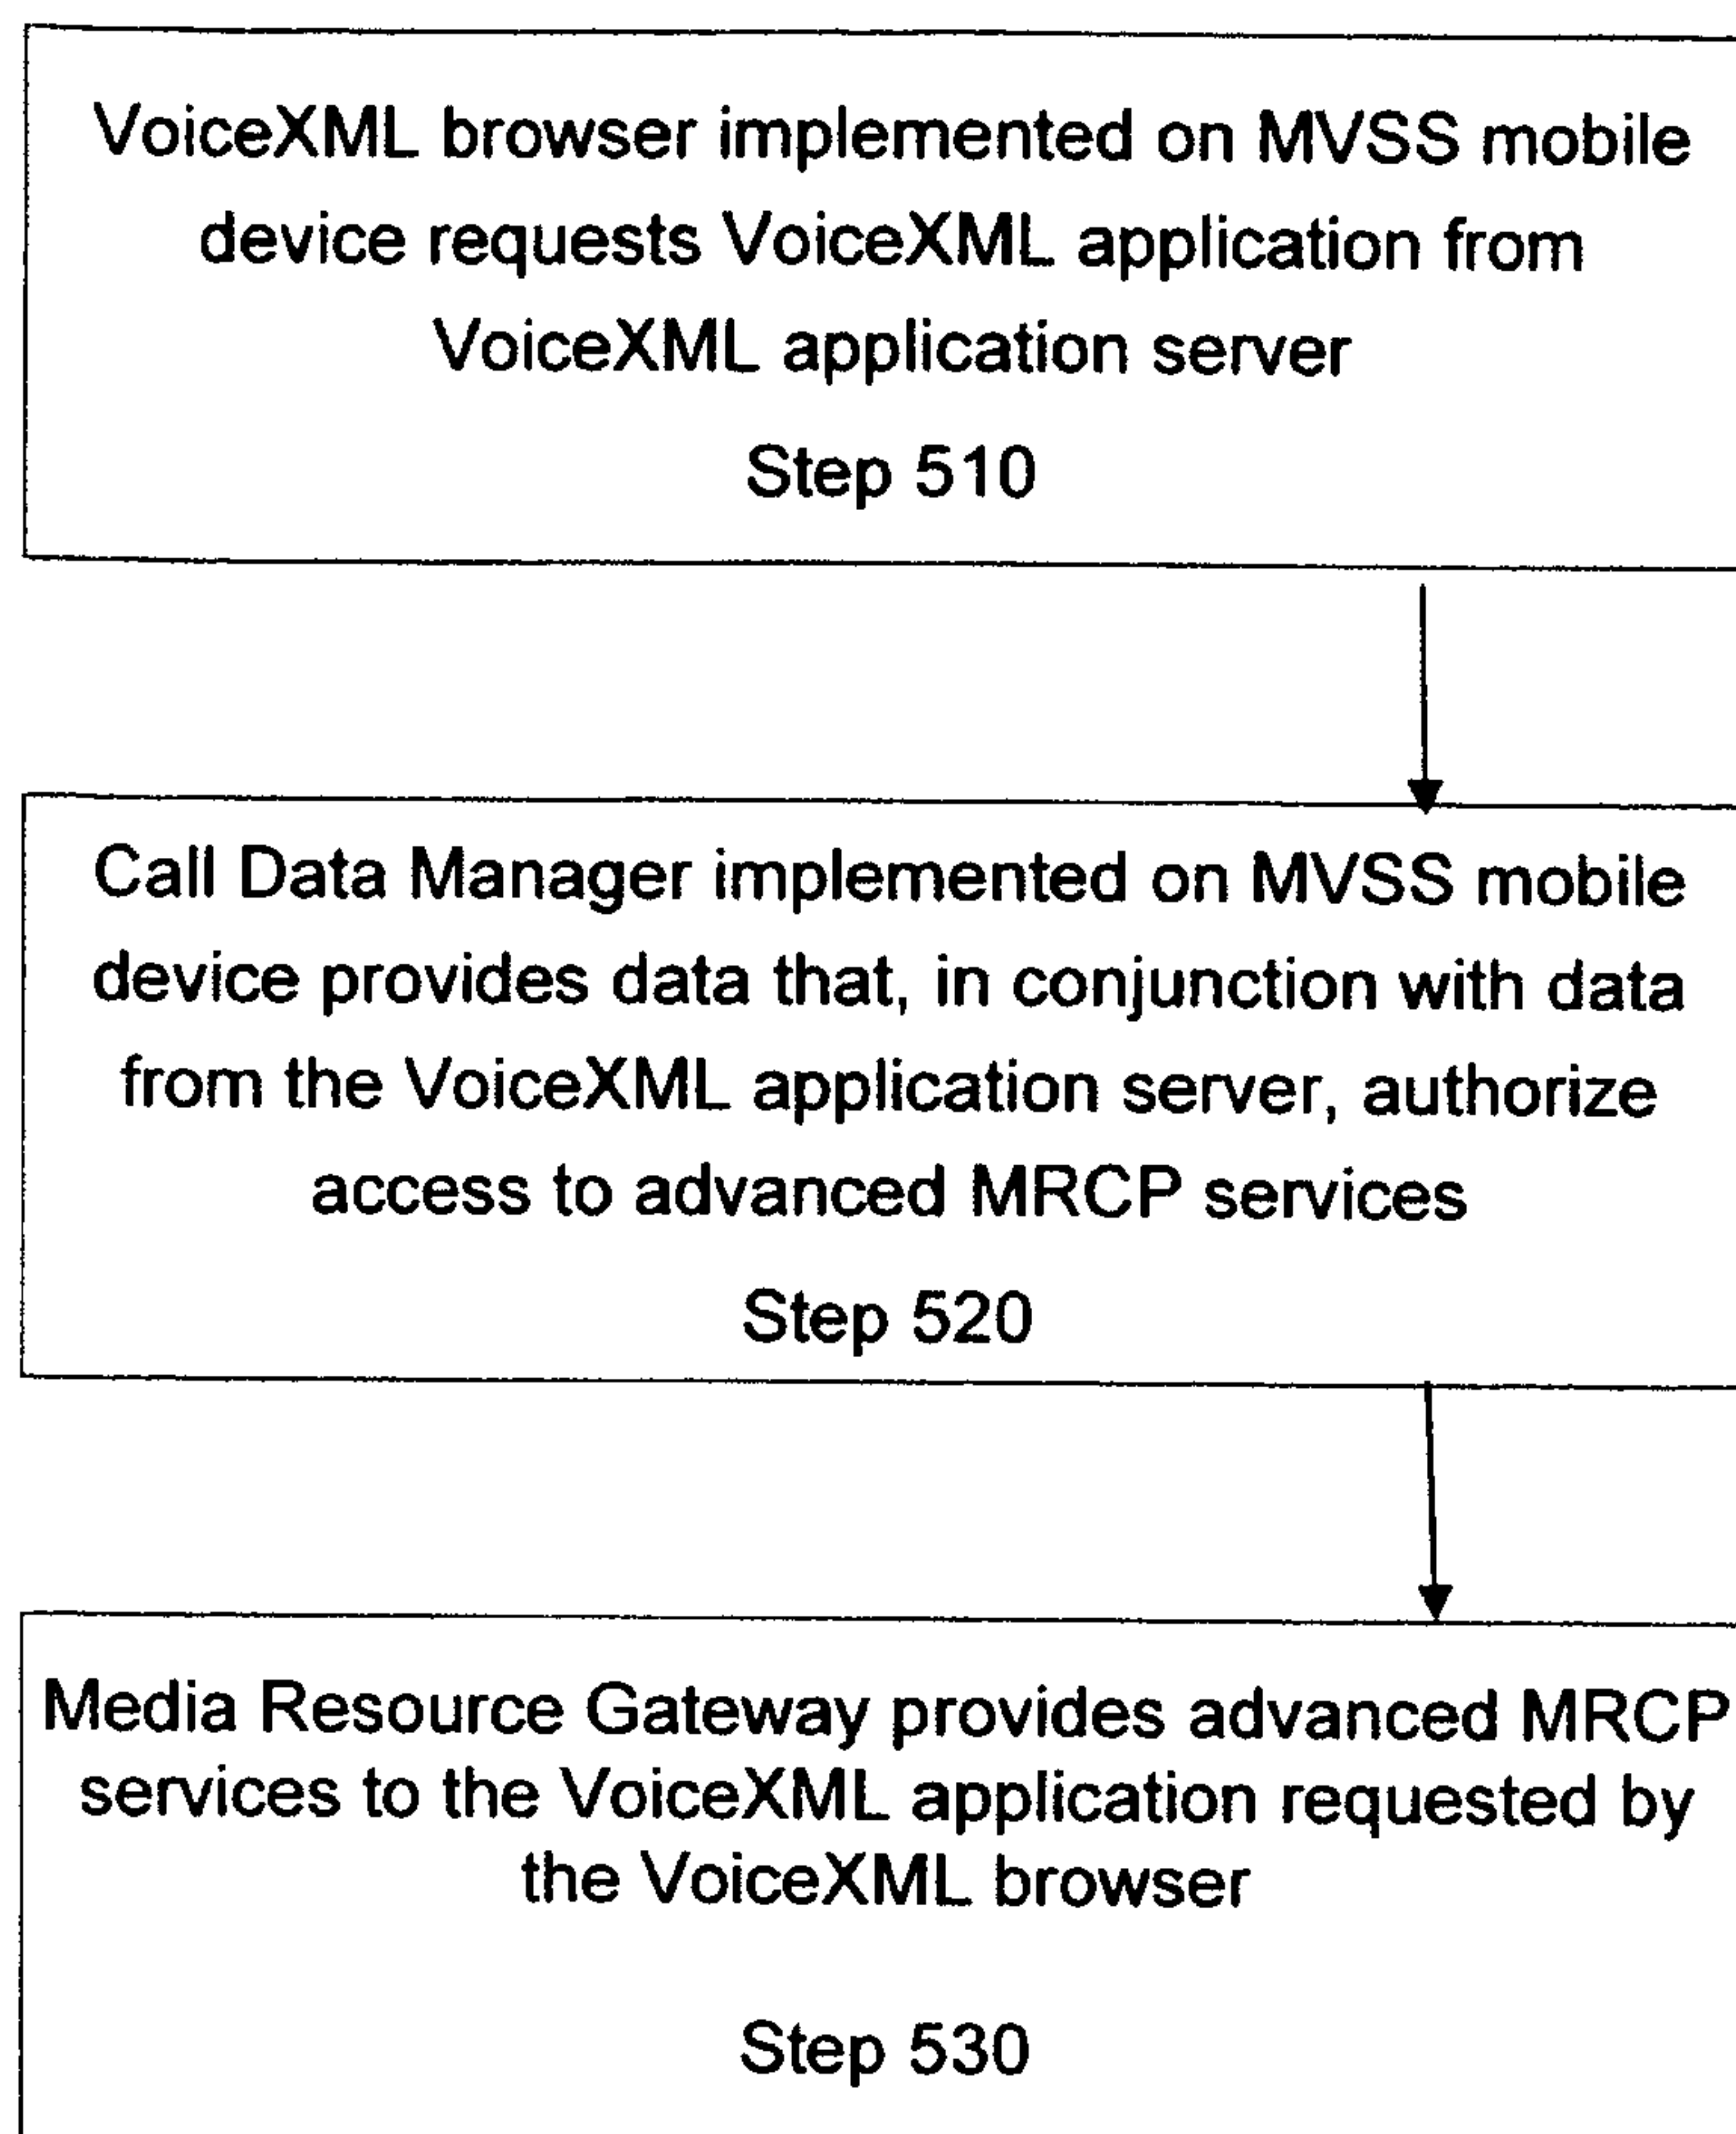 VoiceXML browser implemented on MVSS mobile
device requests VoiceXML application from
VoiceXML application server
Step 510
Call Data Manager implemented on MVSS mobile
device provides data that, in conjunction with data
from the VoiceXML application server, authorize
access to advanced MRCP services
Step 520
Media Resource Gateway provides advanced MRCP
services to the VoiceXML application requested by
the VoiceXML browser
Step 530